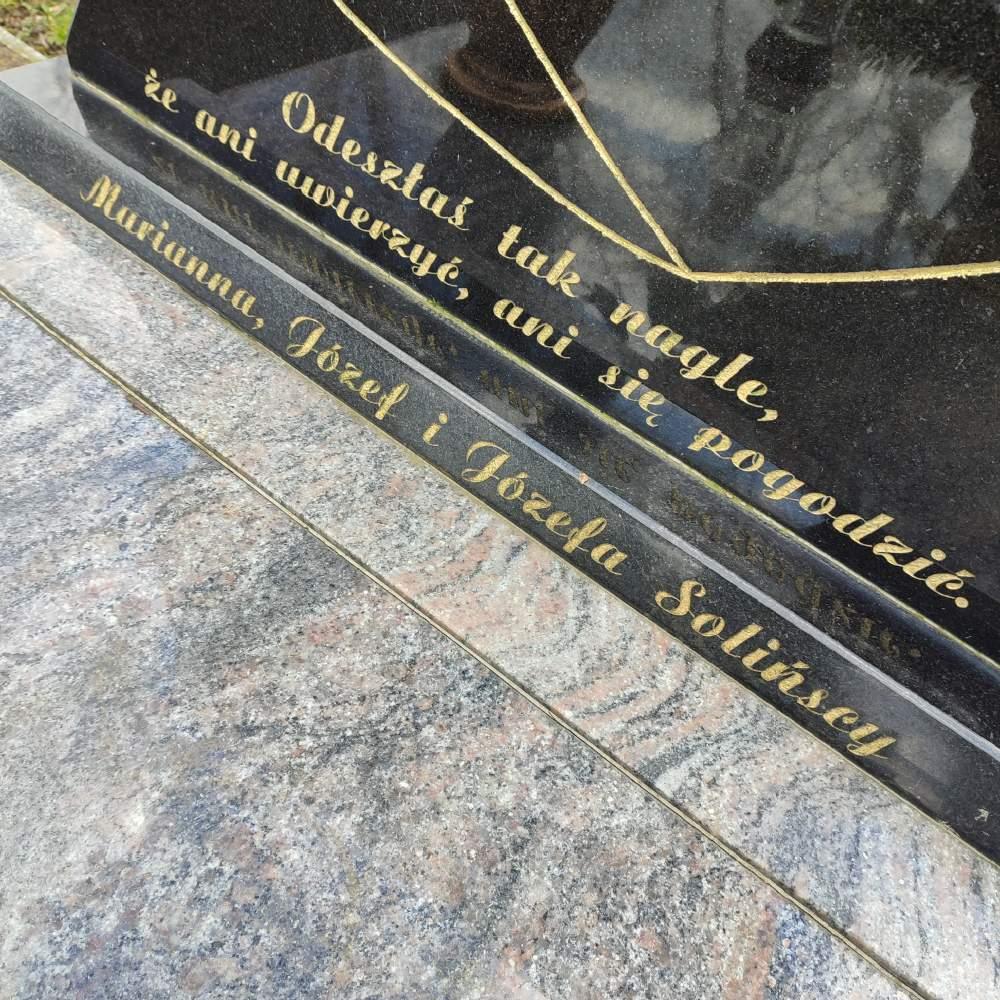 Odeszłaś tak nagle,
że ani uwierzyć, ani się pogodzić.
Marianna, Józef i Józefa Solińscy